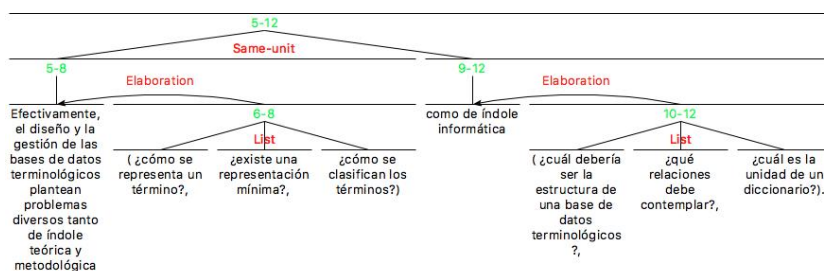 5-12
Same-unit
5-8
9-12
Elaboration
Elaboration
Efectivamente,
el diseño y la
gestión de las
bases de datos
terminológicos
plantean
problemas
diversos tanto
de índole
teórica y
metodológica
6-8
List
( ¿cómo se
representa un
término?,
¿existe una
representación
mínima?,
¿cómo se
clasifican los
términos?)
como de índole
informática
10-12
List
( ¿cuál debería
ser la
estructura de
una base de
datos
terminológicos
?,
¿qué
relaciones
debe
contemplar?,
¿cuál es la
unidad de un
diccionario?).